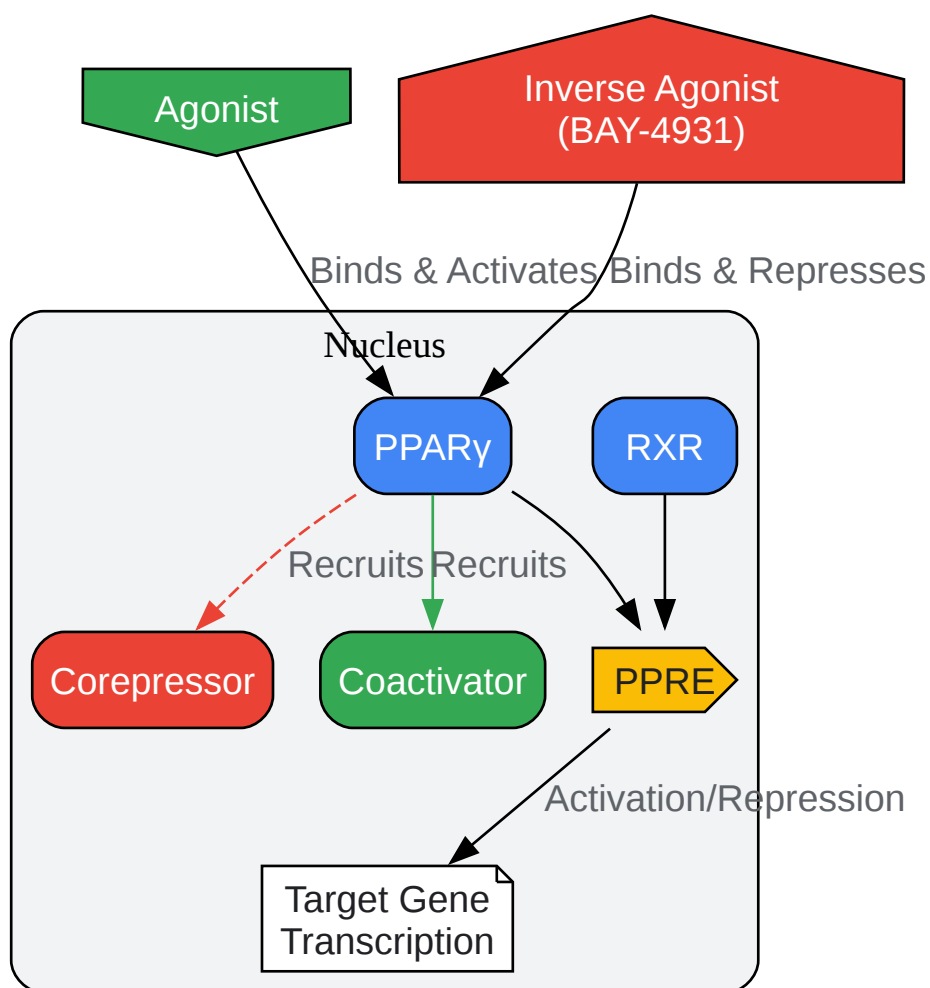 Agonist
Inverse Agonist
(BAY-4931)
Binds & Activates
Binds & Represses
Nucleus
PPARγ
RXR
Recruits
Recruits
Corepressor
Coactivator
PPRE
Activation/Repression
Target Gene
Transcription